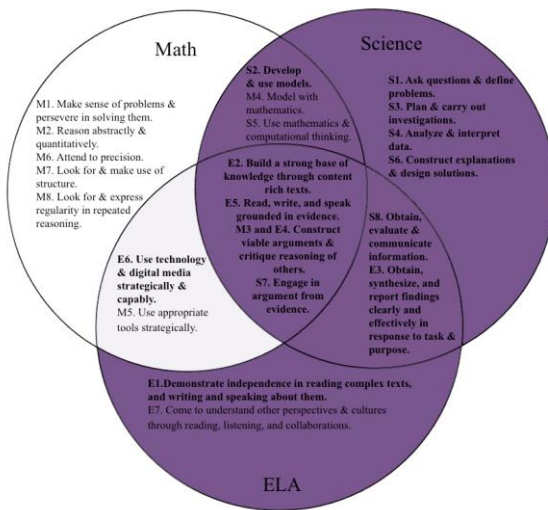 Math
Science
M1. Make sense of problems &
persevere in solving them.
M2. Reason abstractly &
quantitatively.
M6. Attend to precision.
M7. Look for & make use of
structure.
M8. Look for & express
regularity in repeated
reasoning.
S2. Develop
& use models.
M4. Model with
mathematics.
S5. Use mathematics &
computational thinking.
S1. Ask questions & define
problems.
S3. Plan & carry out
investigations.
S4. Analyze & interpret
data.
S6. Construct explanations
& design solutions.
E2. Build a strong base of
knowledge through content
rich texts.
E5. Read, write, and speak
grounded in evidence.
M3 and E4. Construct
viable arguments &
critique reasoning of
others.
S7. Engage in
argument from
evidence.
E6. Use technology
& digital media
strategically &
capably.
M5. Use appropriate
tools strategically.
S8. Obtain,
evaluate &
communicate
information.
E3. Obtain,
synthesize, and
report findings
clearly and
effectively in
response to task &
purpose.
E1.Demonstrate independence in reading complex texts,
and writing and speaking about them.
E7. Come to understand other perspectives & cultures
through reading, listening, and collaborations.
ELA